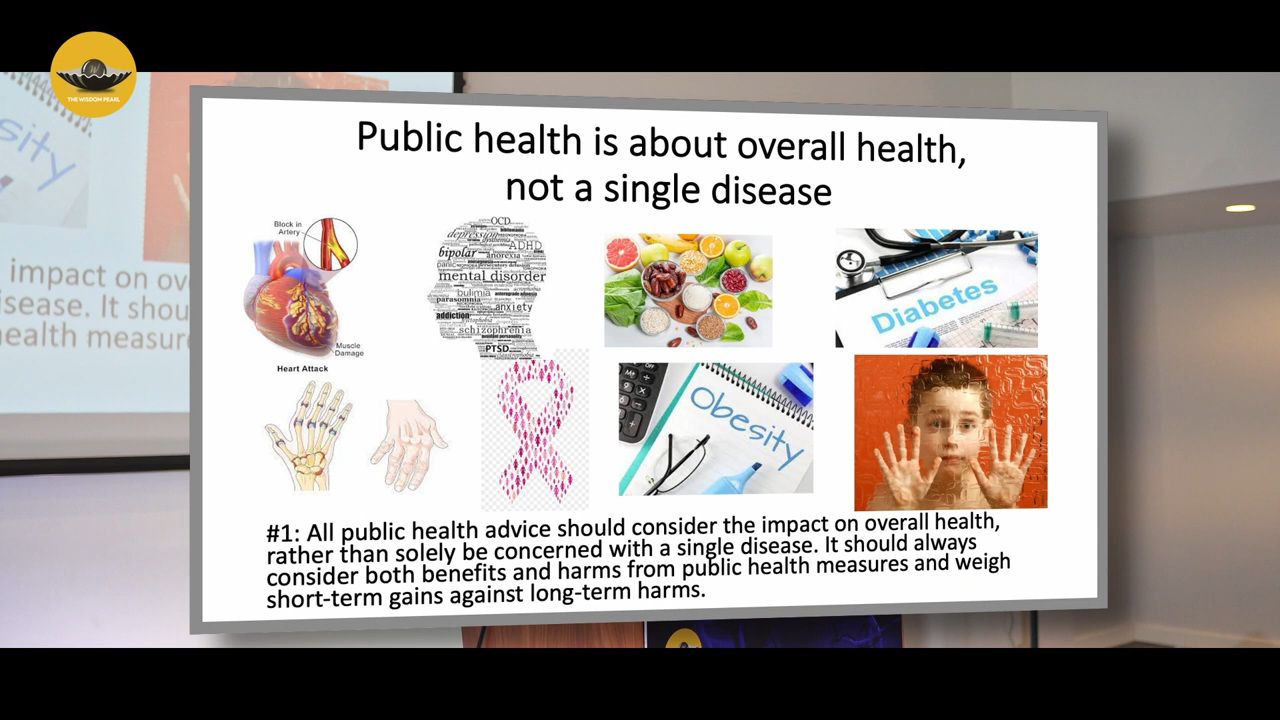 THE WISDOM PEARL
sity
impact on ov
isease. It shou
ealth measur
Public health is about overall health,
not a single disease
Block in
Artery
Muscle
Damage
Heart Attack
OCD
depression
ADHD
bipolar
anorexia
mental disorder
bulimia
parasomnia
anxiety
addiction
schizophrenia
PTSD
Diabetes
OFF
Obesity
#1: All public health advice should consider the impact on overall health,
rather than solely be concerned with a single disease. It should always
consider both benefits and harms from public health measures and weigh
short-term gains against long-term harms.